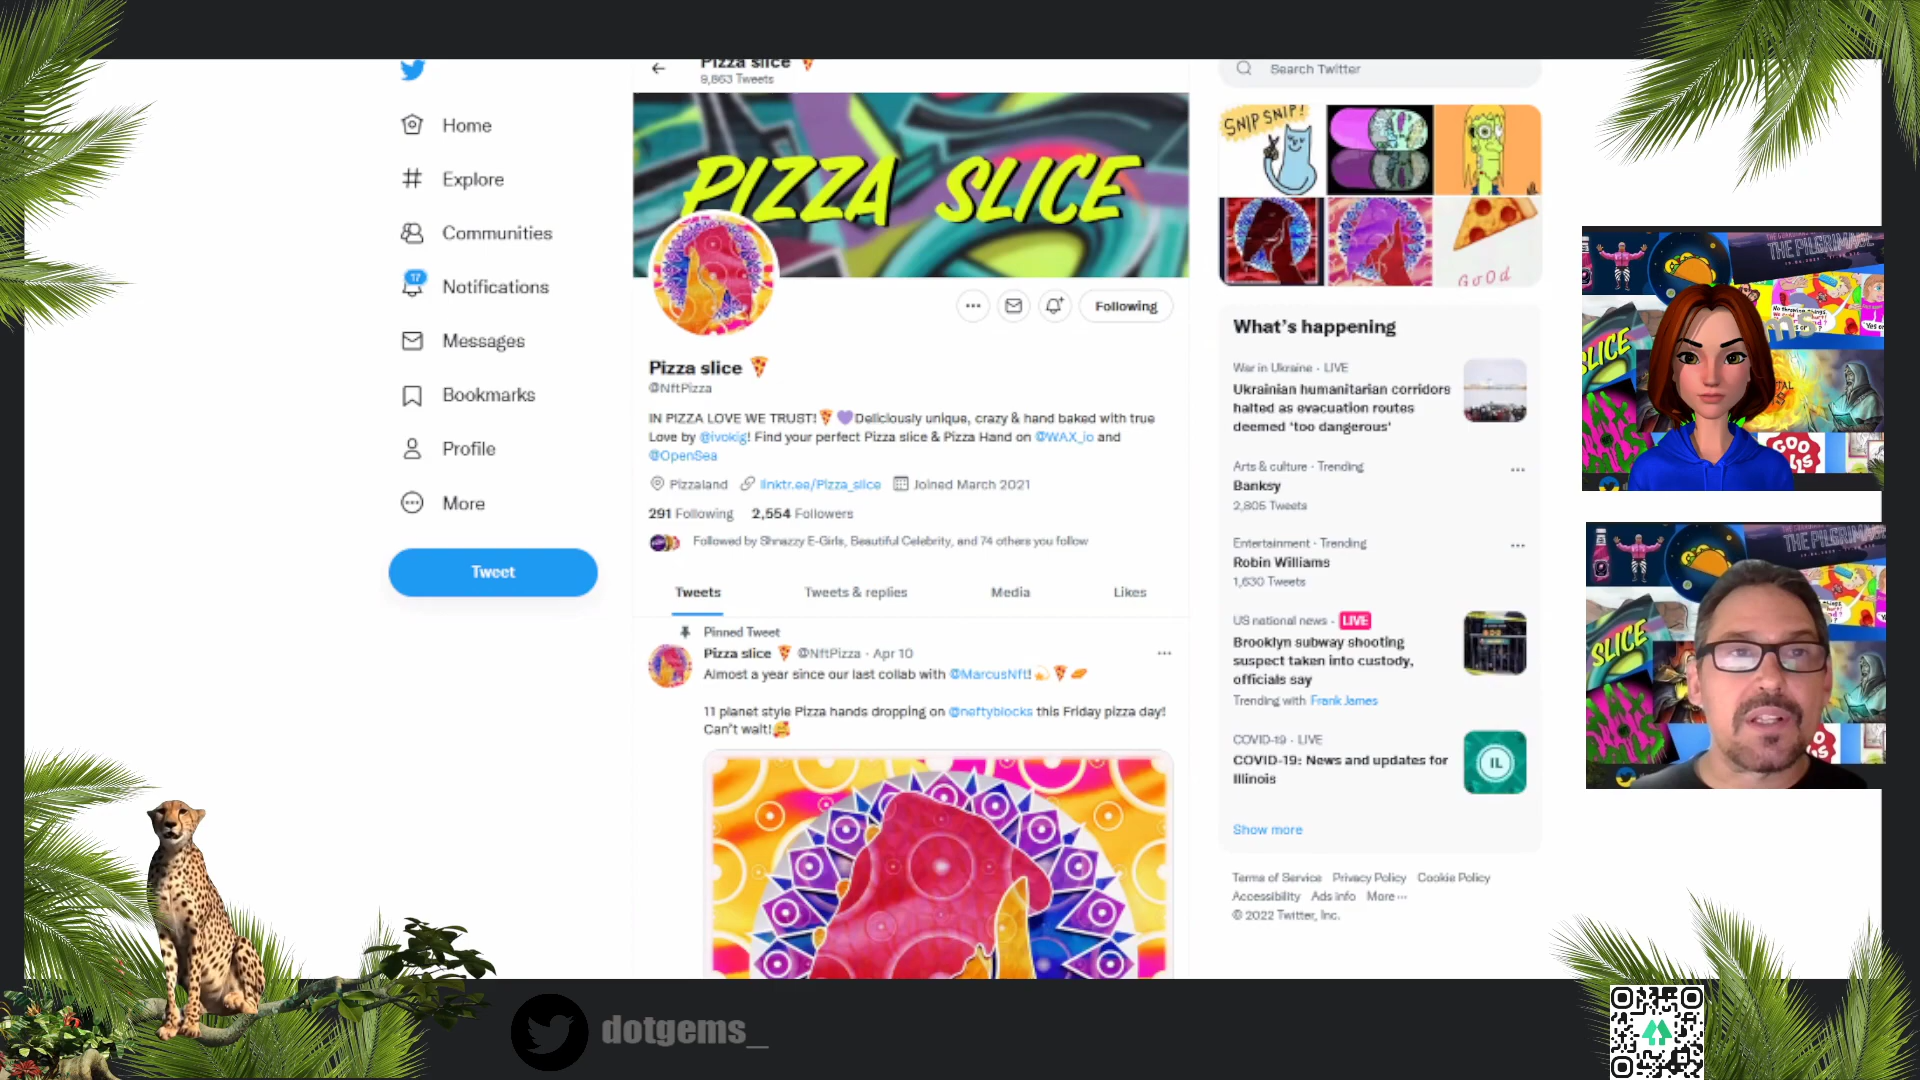 Pizza slice
9,863 Tweets
Search Twitter
Home
Explore
Communities
17
Notifications
Messages
Bookmarks
Profile
More
Tweet
PIZZA SLICE
Following
Pizza slice
@NftPizza
IN PIZZA LOVE WE TRUST! Deliciously unique, crazy & hand baked with true
Love by @ivokig! Find your perfect Pizza slice & Pizza Hand on @WAX_io and
@OpenSea
Pizzaland linktr.ee/Pizza_slice Joined March 2021
291 Following 2,554 Followers
Followed by Shnazzy E-Girls, Beautiful Celebrity, and 74 others you follow
Tweets Tweets & replies Media Likes
Pinned Tweet
Pizza slice @NftPizza · Apr 10
Almost a year since our last collab with @MarcusNft!
11 planet style Pizza hands dropping on @neftyblocks this Friday pizza day!
Can't wait!
SNIP SNIP!
GOOD
What's happening
War in Ukraine · LIVE
Ukrainian humanitarian corridors
halted as evacuation routes
deemed 'too dangerous'
Arts & culture · Trending
Banksy
2,805 Tweets
Entertainment · Trending
Robin Williams
1,630 Tweets
US national news · LIVE
Brooklyn subway shooting
suspect taken into custody,
officials say
Trending with Frank James
COVID-19 · LIVE
COVID-19: News and updates for
Illinois
IL
Show more
Terms of Service Privacy Policy Cookie Policy
Accessibility Ads info More ···
© 2022 Twitter, Inc.
THE PILGRIMAGE
SLICE
THE PILGRIMAGE
SLICE
dotgems_